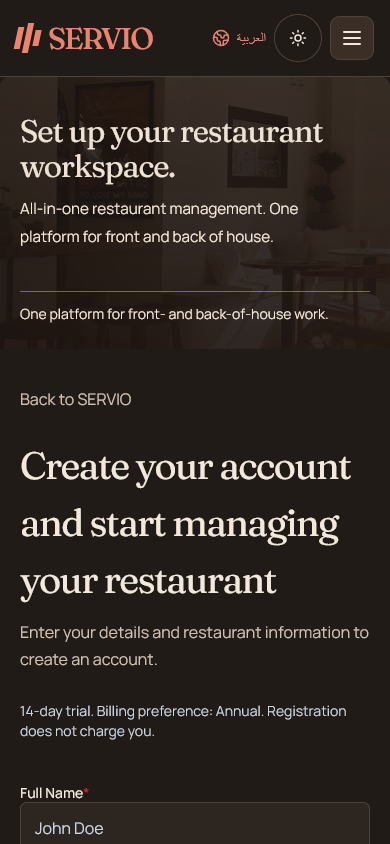 SERVIO
العربية
Set up your restaurant
workspace.
All-in-one restaurant management. One
platform for front and back of house.
One platform for front- and back-of-house work.
Back to SERVIO
Create your account
and start managing
your restaurant
Enter your details and restaurant information to
create an account.
14-day trial. Billing preference: Annual. Registration
does not charge you.
Full Name*
John Doe